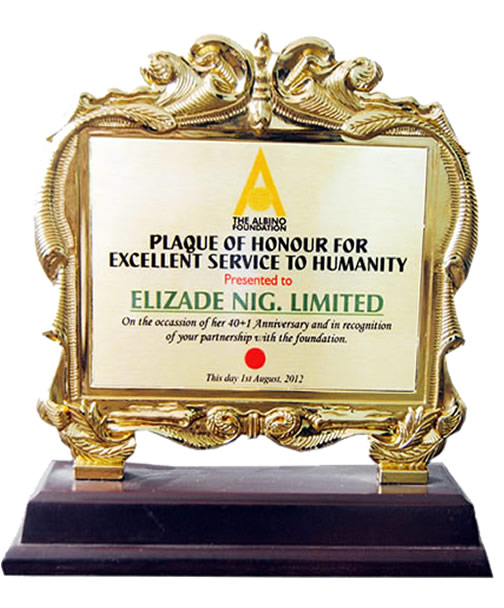 THE ALBINO
FOUNDATION
PLAQUE OF HONOUR FOR
EXCELLENT SERVICE TO HUMANITY
Presented to
ELIZADE NIG. LIMITED
On the occassion of her 40+1 Anniversary and in recognition
of your partnership with the foundation.
This day 1st August, 2012